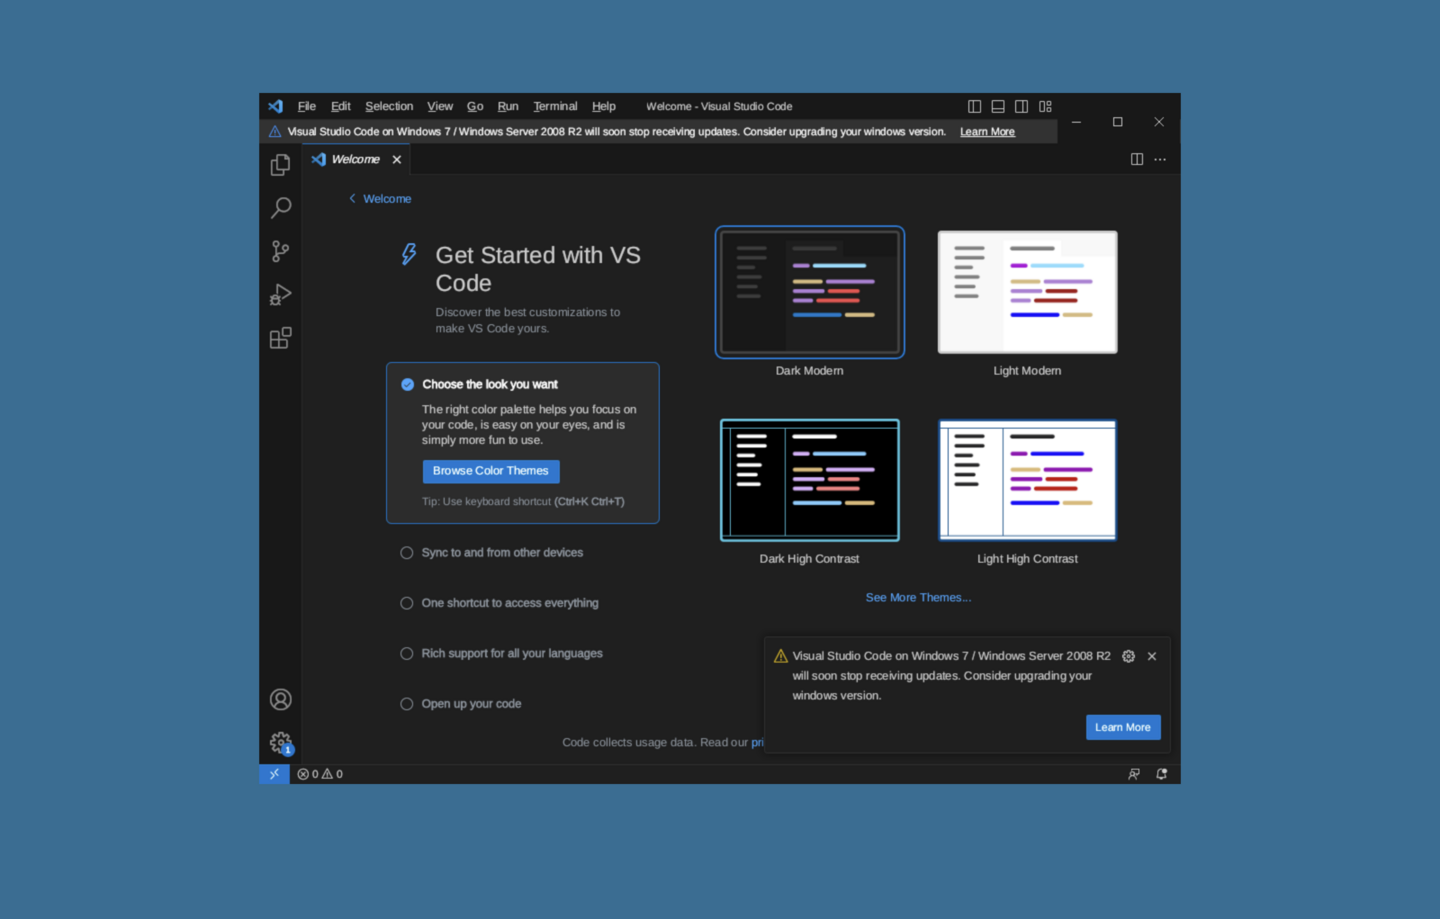 File Edit Selection View Go Run Terminal Help Welcome - Visual Studio Code
Visual Studio Code on Windows 7 / Windows Server 2008 R2 will soon stop receiving updates. Consider upgrading your windows version. Learn More
Welcome
Welcome
Get Started with VS
Code
Discover the best customizations to
make VS Code yours.
Choose the look you want
The right color palette helps you focus on
your code, is easy on your eyes, and is
simply more fun to use.
Browse Color Themes
Tip: Use keyboard shortcut (Ctrl+K Ctrl+T)
Sync to and from other devices
One shortcut to access everything
Rich support for all your languages
Open up your code
Dark Modern
Light Modern
Dark High Contrast
Light High Contrast
See More Themes...
Code collects usage data. Read our pri
Visual Studio Code on Windows 7 / Windows Server 2008 R2
will soon stop receiving updates. Consider upgrading your
windows version.
Learn More
1
0 0